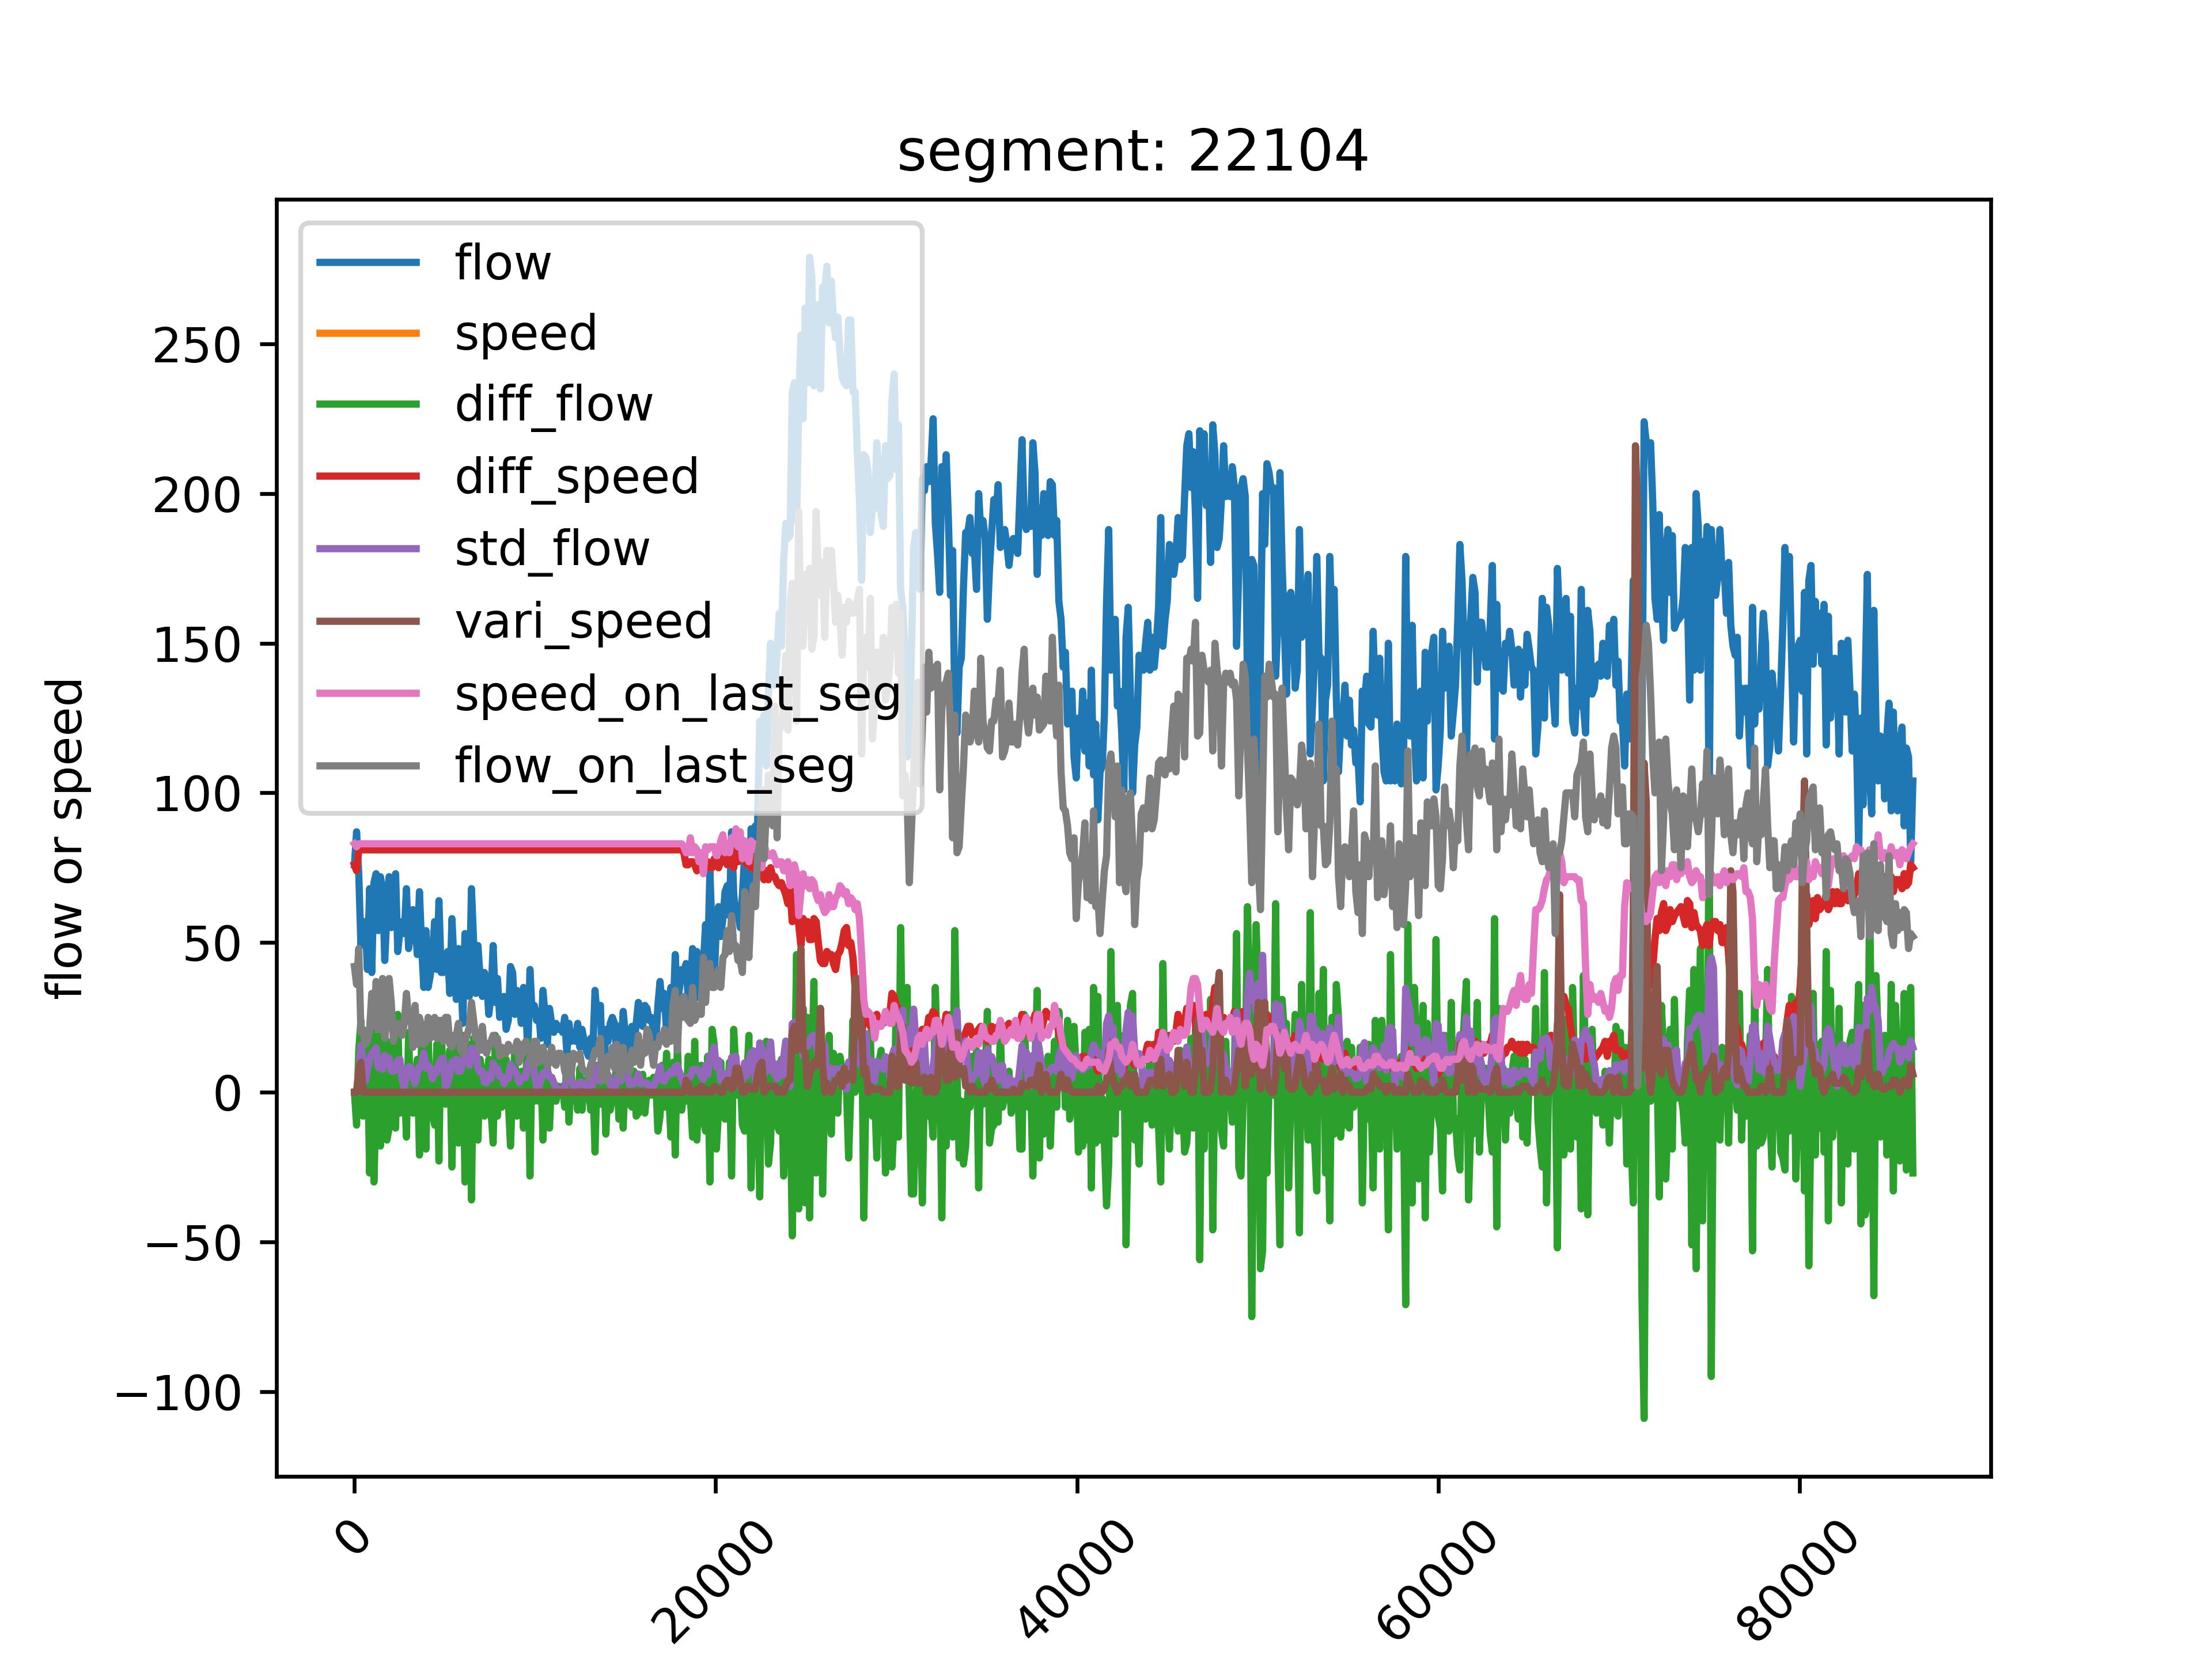 segment: 22104
flow
speed
diff_flow
diff_speed
std_flow
vari_speed
speed_on_last_seg
flow_on_last_seg
flow or speed
250
200
150
100
50
0
−50
−100
0
20000
40000
60000
80000